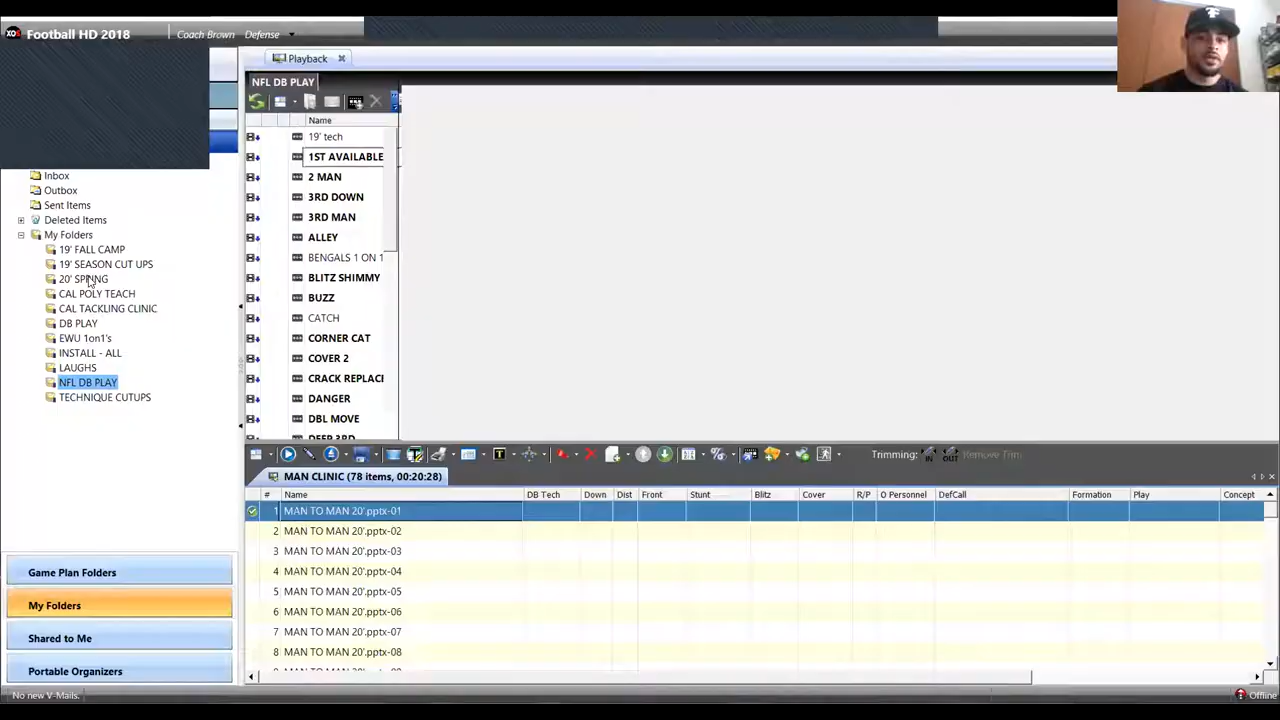 XOS Football HD 2018 Coach Brown Defense
Playback
NFL DB PLAY
Name
19' tech
1ST AVAILABLE
2 MAN
3RD DOWN
3RD MAN
ALLEY
BENGALS 1 ON 1
BLITZ SHIMMY
BUZZ
CATCH
CORNER CAT
COVER 2
CRACK REPLACE
DANGER
DBL MOVE
DEEP 3RD
Inbox
Outbox
Sent Items
Deleted Items
My Folders
19' FALL CAMP
19' SEASON CUT UPS
20' SPRING
CAL POLY TEACH
CAL TACKLING CLINIC
DB PLAY
EWU 1on1's
INSTALL - ALL
LAUGHS
NFL DB PLAY
TECHNIQUE CUTUPS
Trimming: IN OUT Remove Trim
MAN CLINIC (78 items, 00:20:28)
# Name DB Tech Down Dist Front Stunt Blitz Cover R/P O Personnel DefCall Formation Play Concept
1 MAN TO MAN 20'.pptx-01
2 MAN TO MAN 20'.pptx-02
3 MAN TO MAN 20'.pptx-03
4 MAN TO MAN 20'.pptx-04
5 MAN TO MAN 20'.pptx-05
6 MAN TO MAN 20'.pptx-06
7 MAN TO MAN 20'.pptx-07
8 MAN TO MAN 20'.pptx-08
Game Plan Folders
My Folders
Shared to Me
Portable Organizers
No new V-Mails. Offline